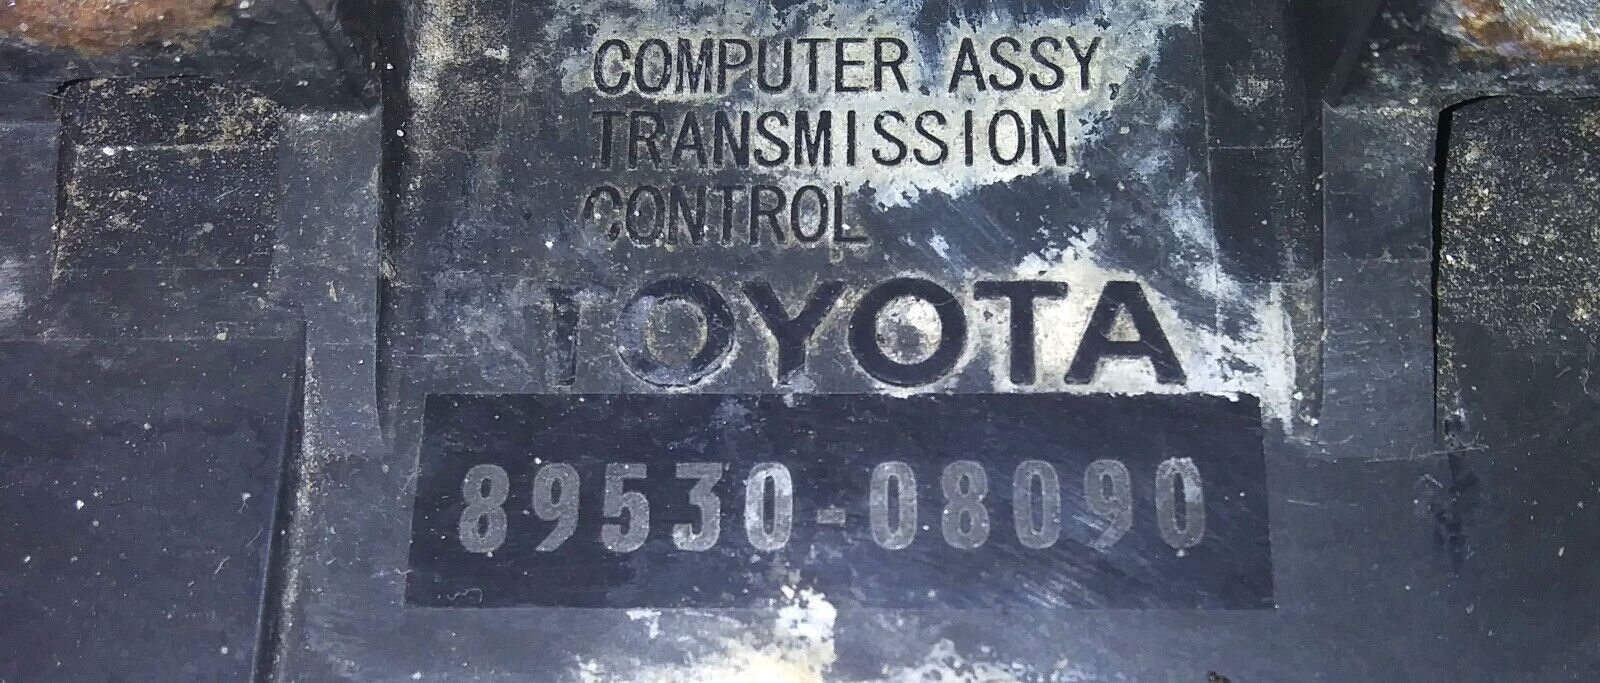 COMPUTER ASSY,
TRANSMISSION
CONTROL
TOYOTA
89530-08090